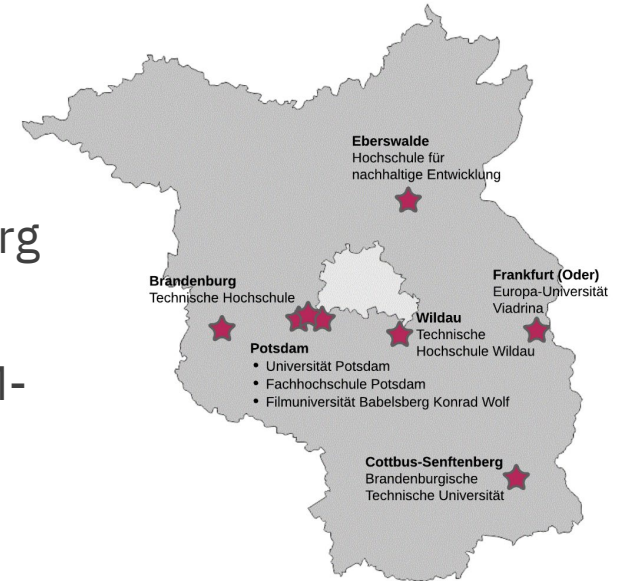 Eberswalde
Hochschule für
nachhaltige Entwicklung
rg
Brandenburg
Technische Hochschule
Frankfurt (Oder)
Europa-Universität
Viadrina
Wildau
Technische
Hochschule Wildau
Potsdam
• Universität Potsdam
• Fachhochschule Potsdam
• Filmuniversität Babelsberg Konrad Wolf
l-
Cottbus-Senftenberg
Brandenburgische
Technische Universität